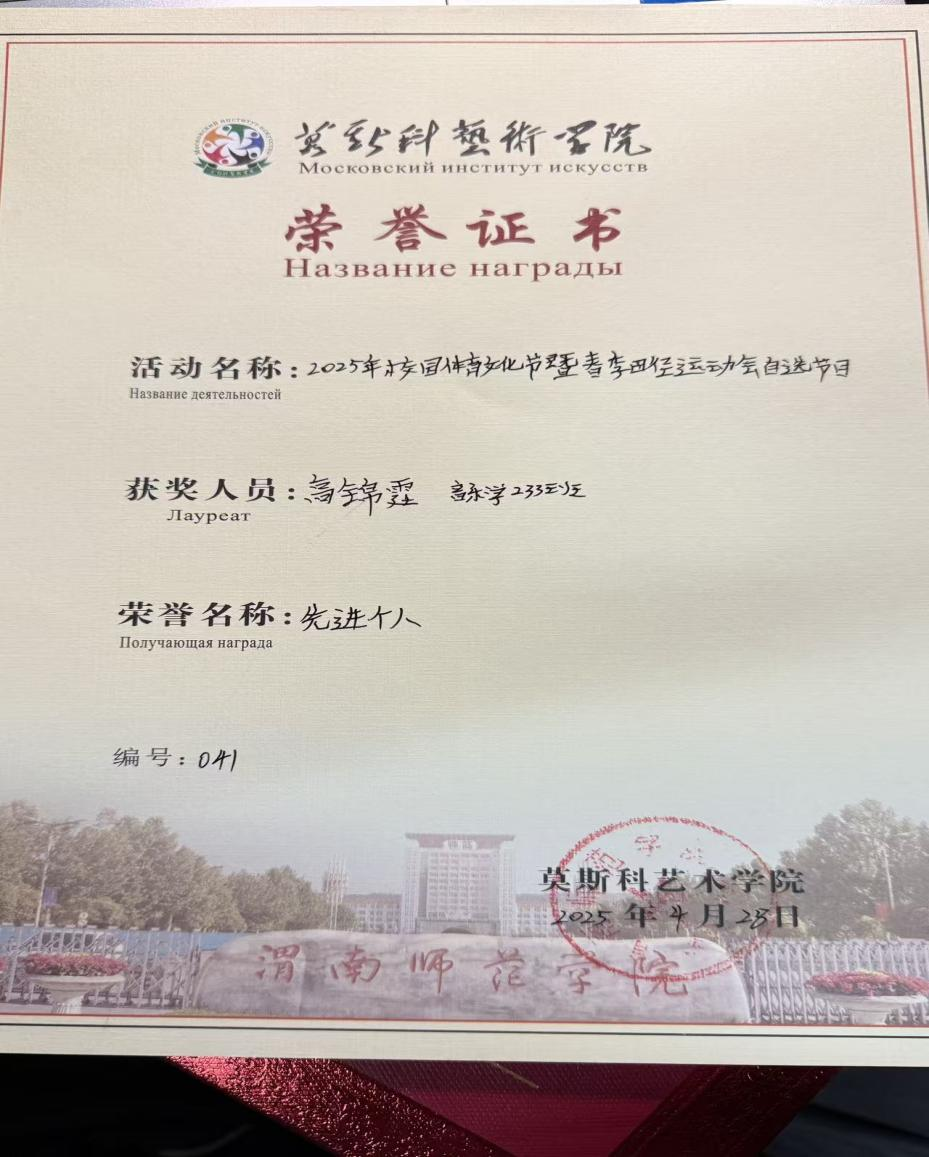 莫斯科藝術学院
Московский институт искусств
荣誉证书
Название награды
活动名称：2025年校园体育文化节暨春季田径运动会自选节目
Название деятельностей
获奖人员：高锦霆 音乐学2333班
Лауреат
荣誉名称：先进个人
Получающая награда
编号：041
莫斯科艺术学院
2025年4月28日
渭南师范学院